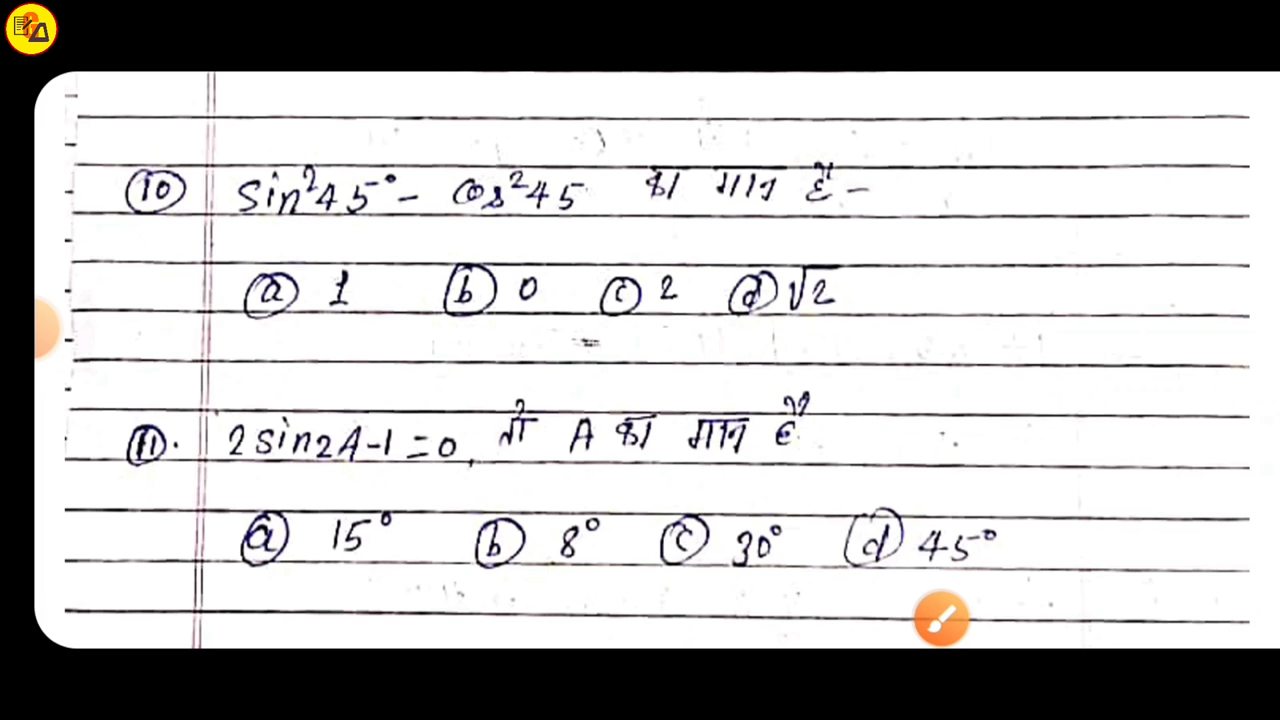 ⑩ sin²45° - cos²45 का मान है -
ⓐ 1 ⓑ 0 ⓒ 2 ⓓ √2
⑪. 2sin2A-1=0, तो A का मान है
ⓐ 15° ⓑ 8° ⓒ 30° ⓓ 45°